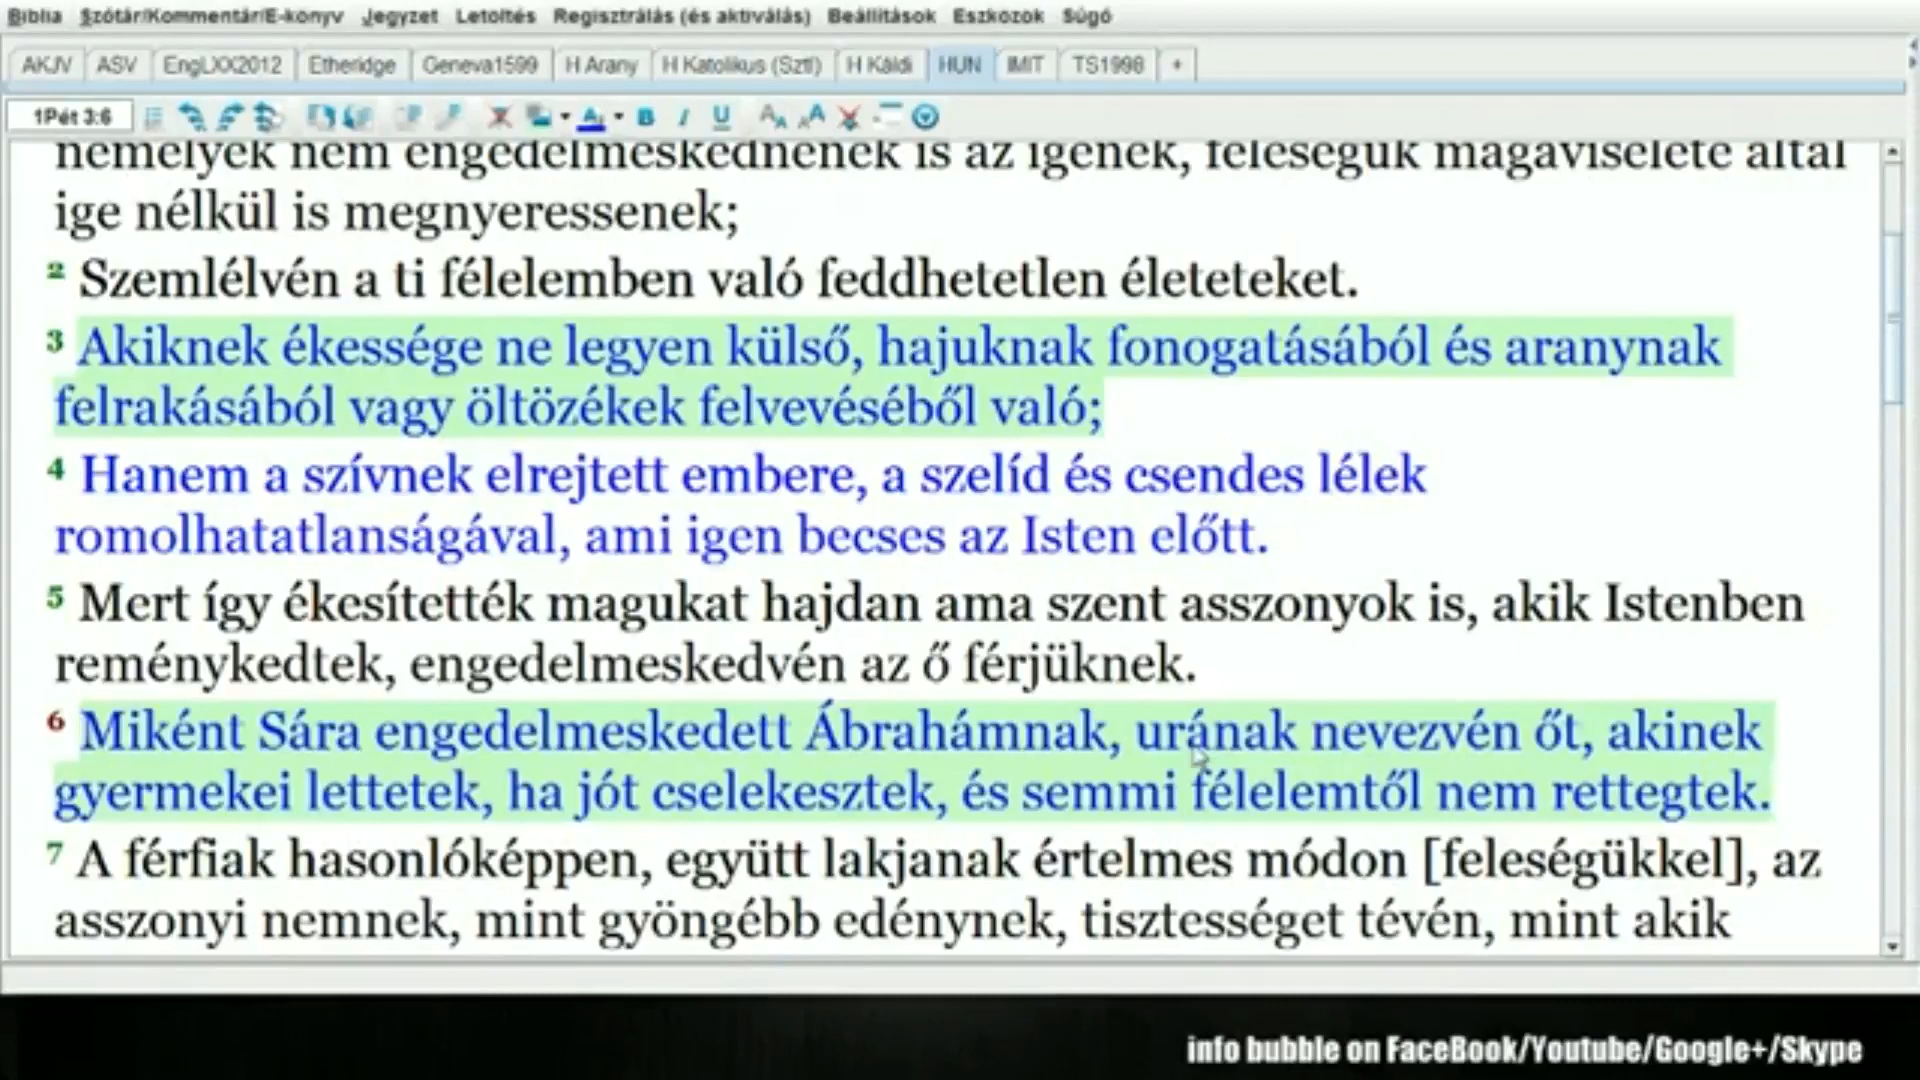 Biblia Szótár/Kommentár/E-könyv Jegyzet Letoltés Regisztrálás (és aktiválás) Beállítások Eszkozok Súgó
AKJV ASV EngLXX2012 Etheridge Geneva1599 H Arany H Katolikus (SztI) H Káldi HUN IMIT TS1998 +
1Pét 3:6
némelyek nem engedelmeskednének is az igének, feleségük magaviselete által
ige nélkül is megnyeressenek;
2 Szemlélvén a ti félelemben való feddhetetlen életeteket.
3 Akiknek ékessége ne legyen külső, hajuknak fonogatásából és aranynak
felrakásából vagy öltözékek felvevéséből való;
4 Hanem a szívnek elrejtett embere, a szelíd és csendes lélek
romolhatatlanságával, ami igen becses az Isten előtt.
5 Mert így ékesítették magukat hajdan ama szent asszonyok is, akik Istenben
reménykedtek, engedelmeskedvén az ő férjüknek.
6 Miként Sára engedelmeskedett Ábrahámnak, urának nevezvén őt, akinek
gyermekei lettetek, ha jót cselekesztek, és semmi félelemtől nem rettegtek.
7 A férfiak hasonlóképpen, együtt lakjanak értelmes módon [feleségükkel], az
asszonyi nemnek, mint gyöngébb edénynek, tisztességet tévén, mint akik
info bubble on FaceBook/Youtube/Google+/Skype